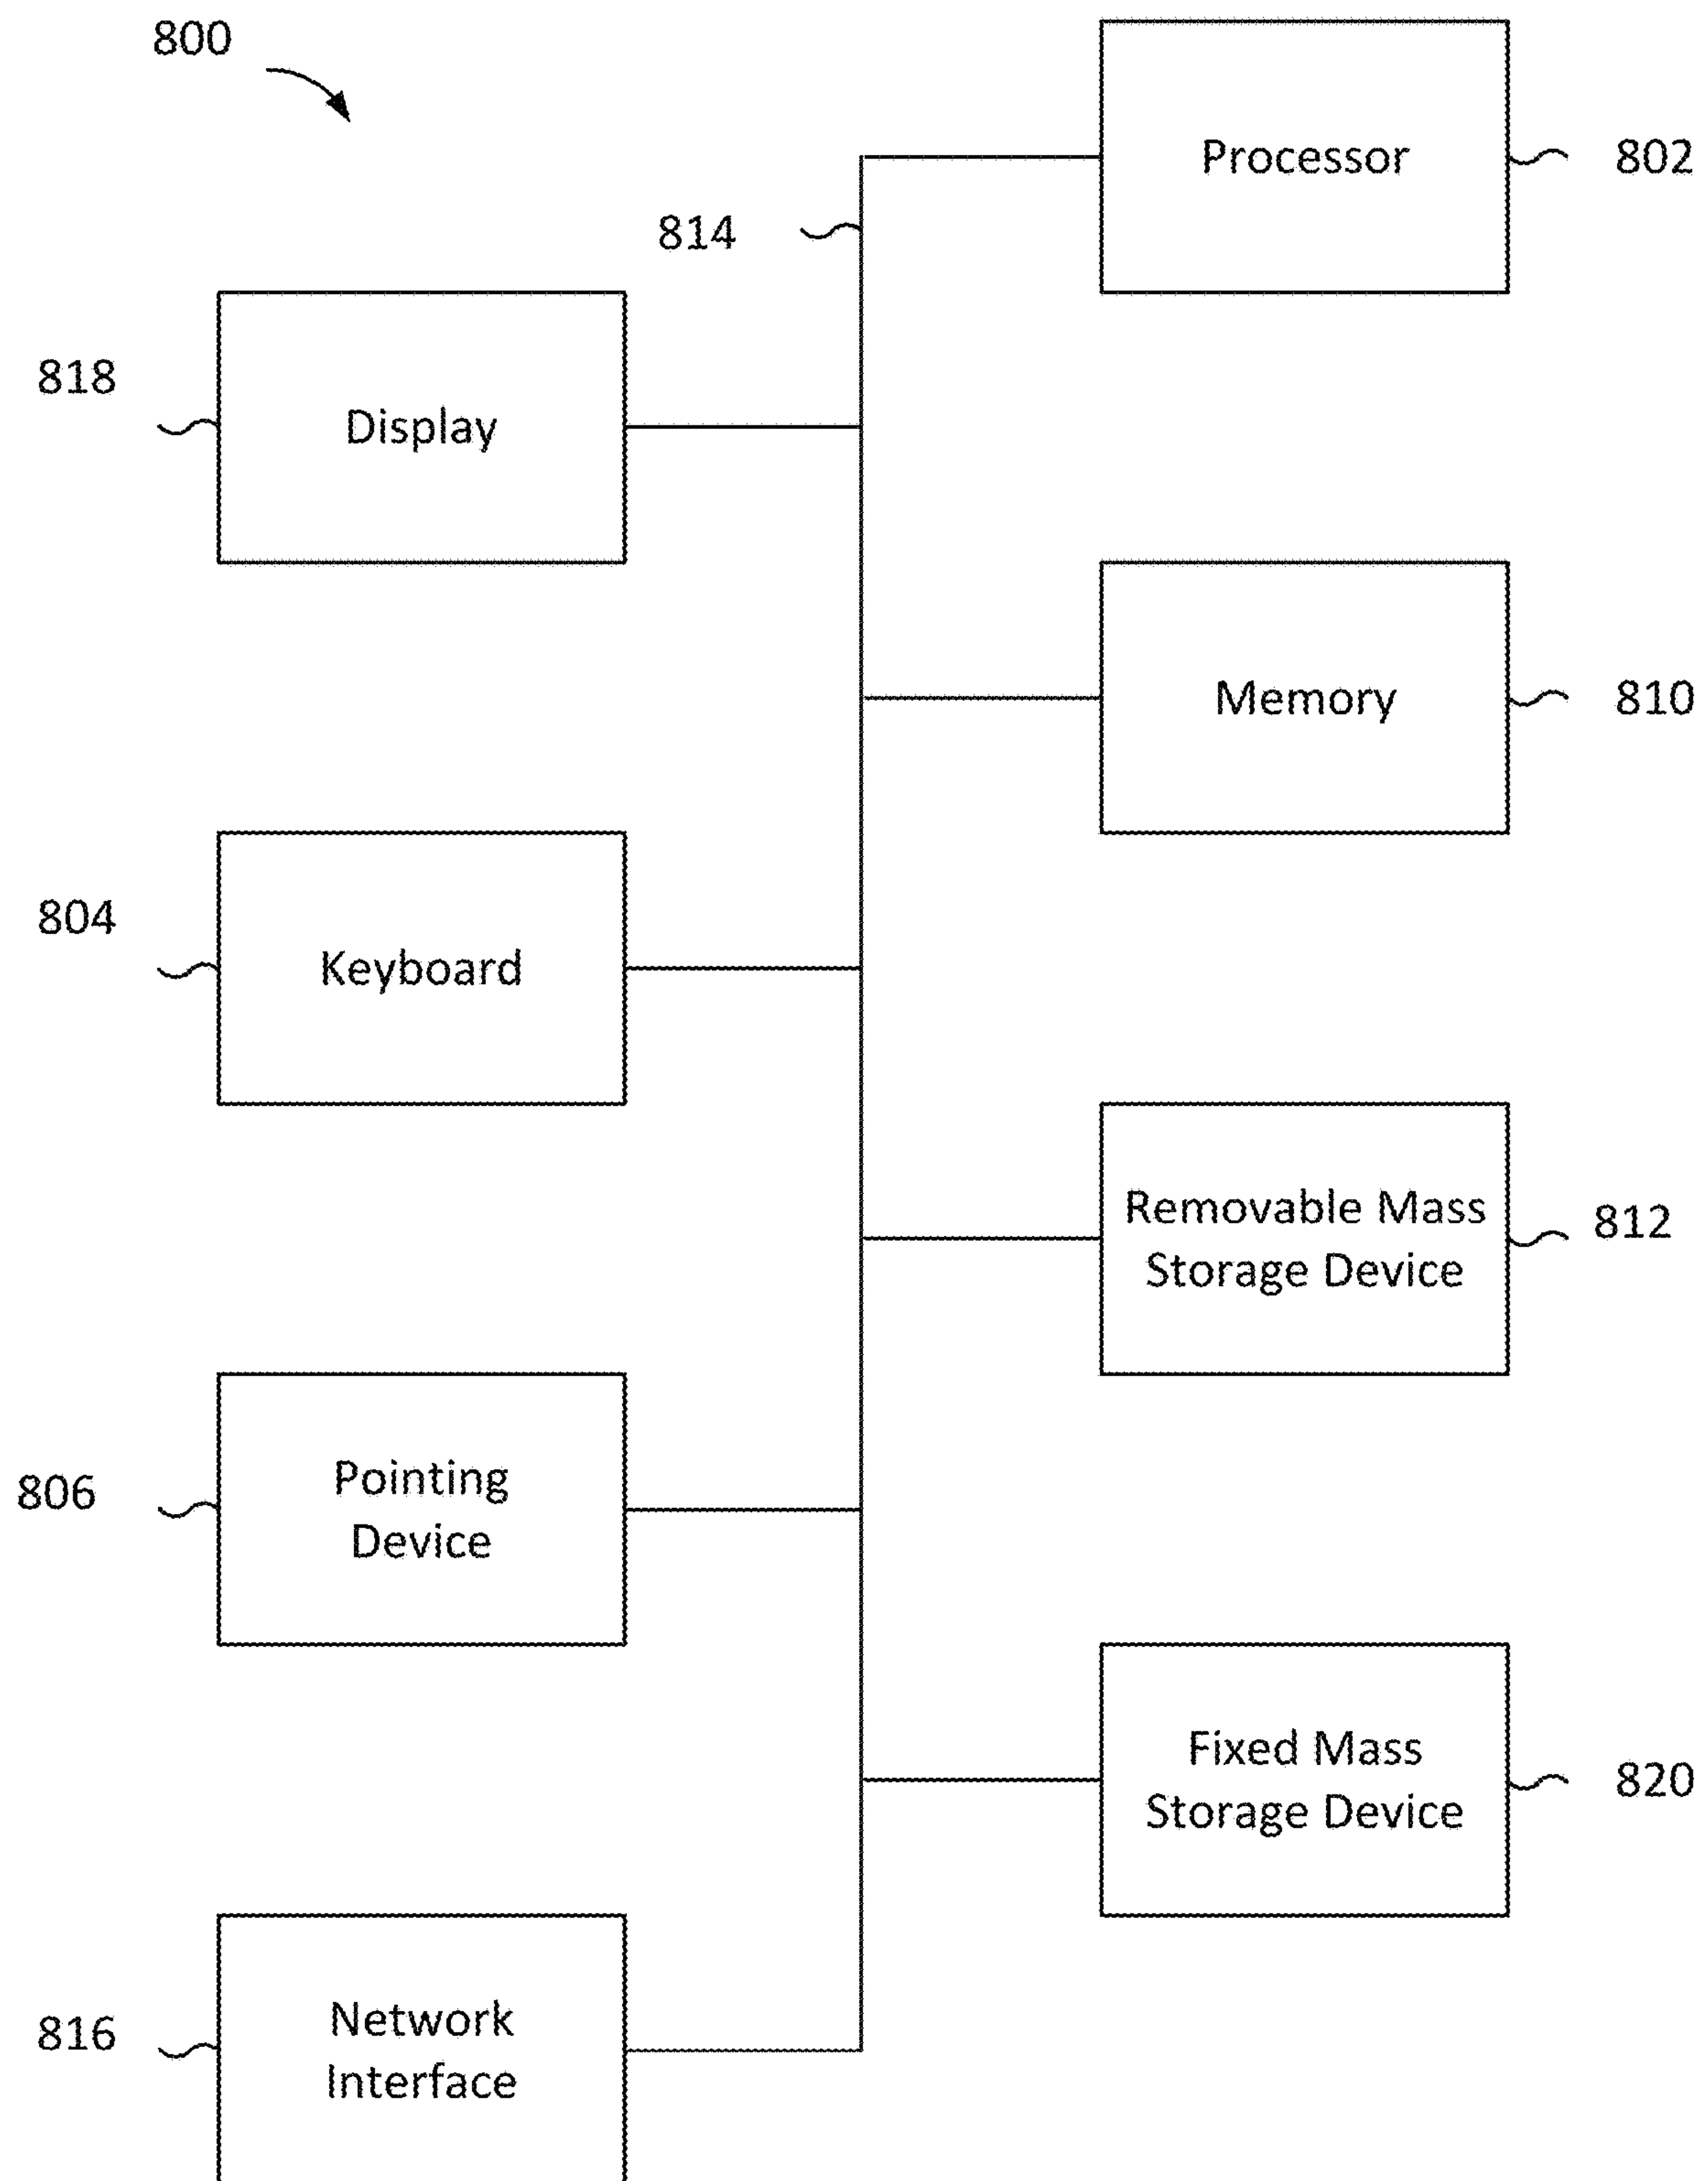 800
Processor
802
814
818
Display
Memory
810
804
Keyboard
Removable Mass
Storage Device
812
806
Pointing
Device
Fixed Mass
Storage Device
820
816
Network
Interface